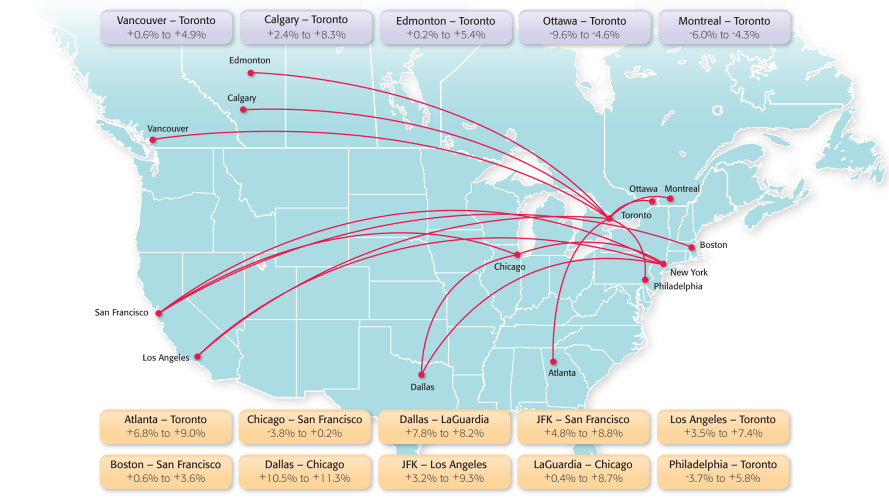 Vancouver – Toronto
+0.6% to +4.9%
Calgary – Toronto
+2.4% to +8.3%
Edmonton – Toronto
+0.2% to +5.4%
Ottawa – Toronto
-9.6% to -4.6%
Montreal – Toronto
-6.0% to -4.3%
Edmonton
Calgary
Vancouver
Ottawa
Montreal
Toronto
Boston
Chicago
New York
Philadelphia
San Francisco
Los Angeles
Atlanta
Dallas
Atlanta – Toronto
+6.8% to +9.0%
Chicago – San Francisco
-3.8% to +0.2%
Dallas – LaGuardia
+7.8% to +8.2%
JFK – San Francisco
+4.8% to +8.8%
Los Angeles – Toronto
+3.5% to +7.4%
Boston – San Francisco
+0.6% to +3.6%
Dallas – Chicago
+10.5% to +11.3%
JFK – Los Angeles
+3.2% to +9.3%
LaGuardia – Chicago
+0.4% to +8.7%
Philadelphia – Toronto
-3.7% to +5.8%